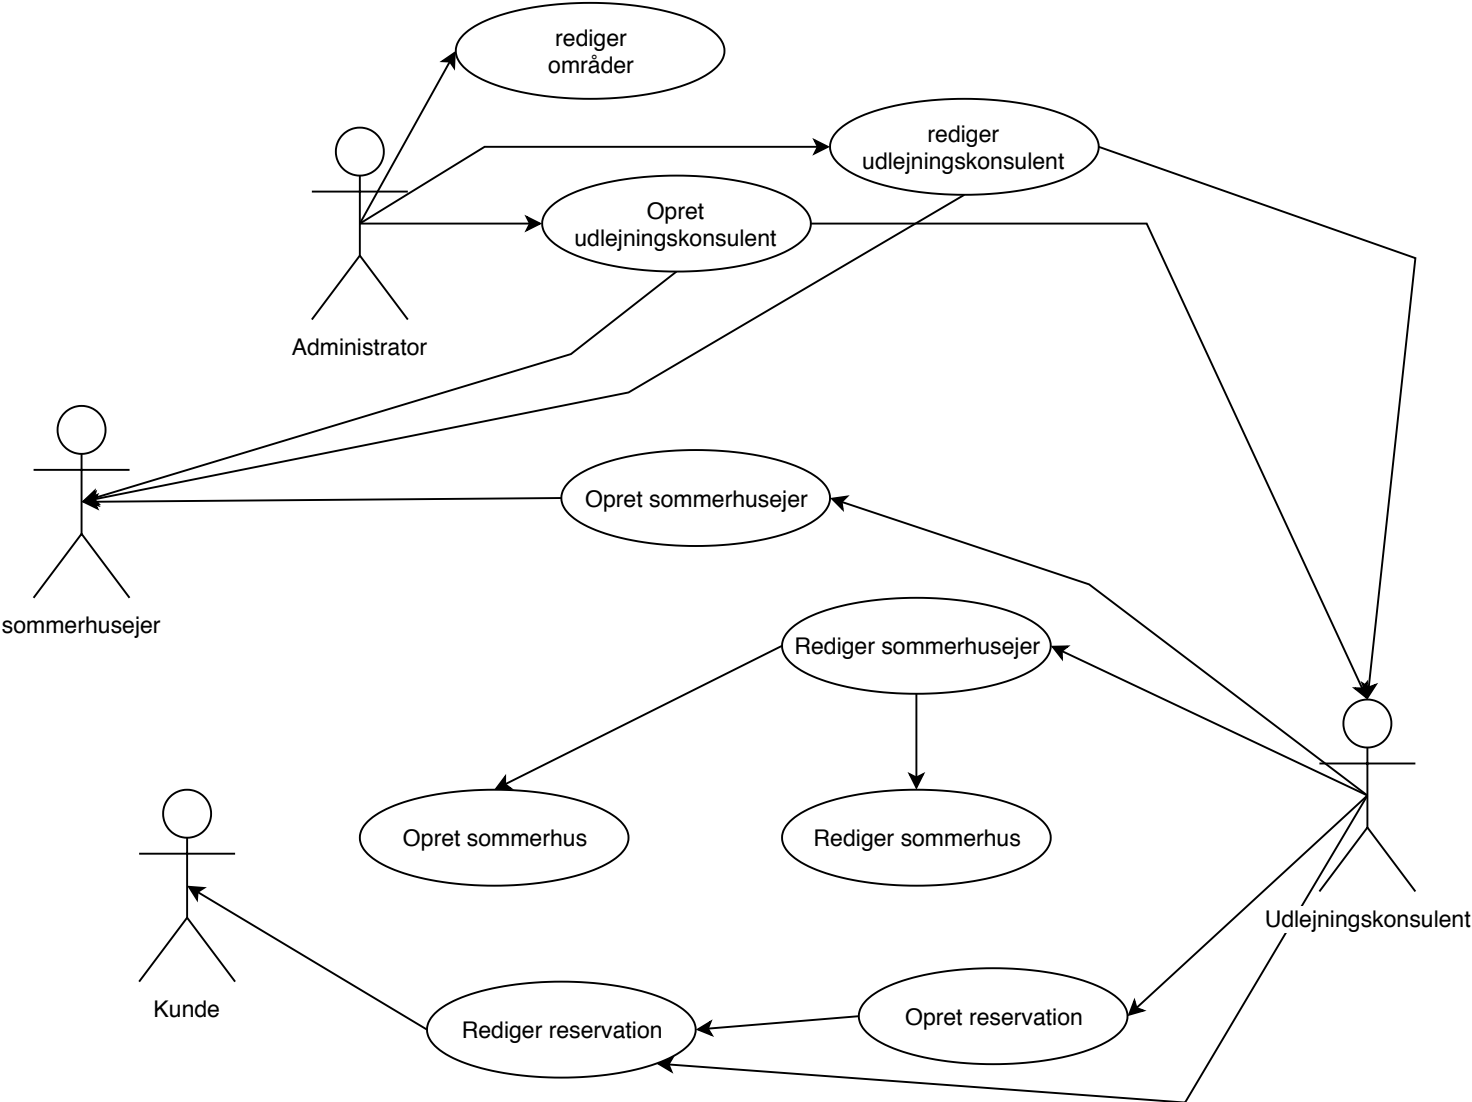 rediger
områder
rediger
udlejningskonsulent
Opret
udlejningskonsulent
Administrator
Opret sommerhusejer
sommerhusejer
Rediger sommerhusejer
Opret sommerhus
Rediger sommerhus
Udlejningskonsulent
Kunde
Opret reservation
Rediger reservation